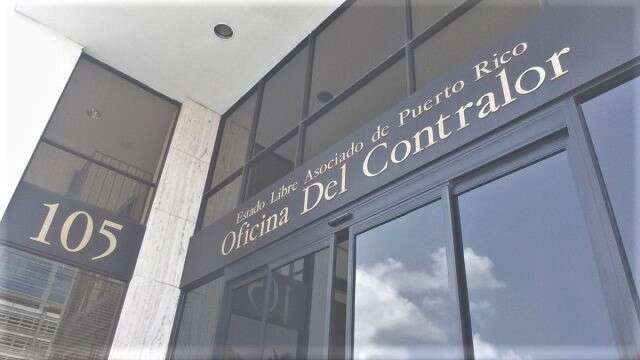 105
Estado Libre Asociado de Puerto Rico
Oficina Del Contralor